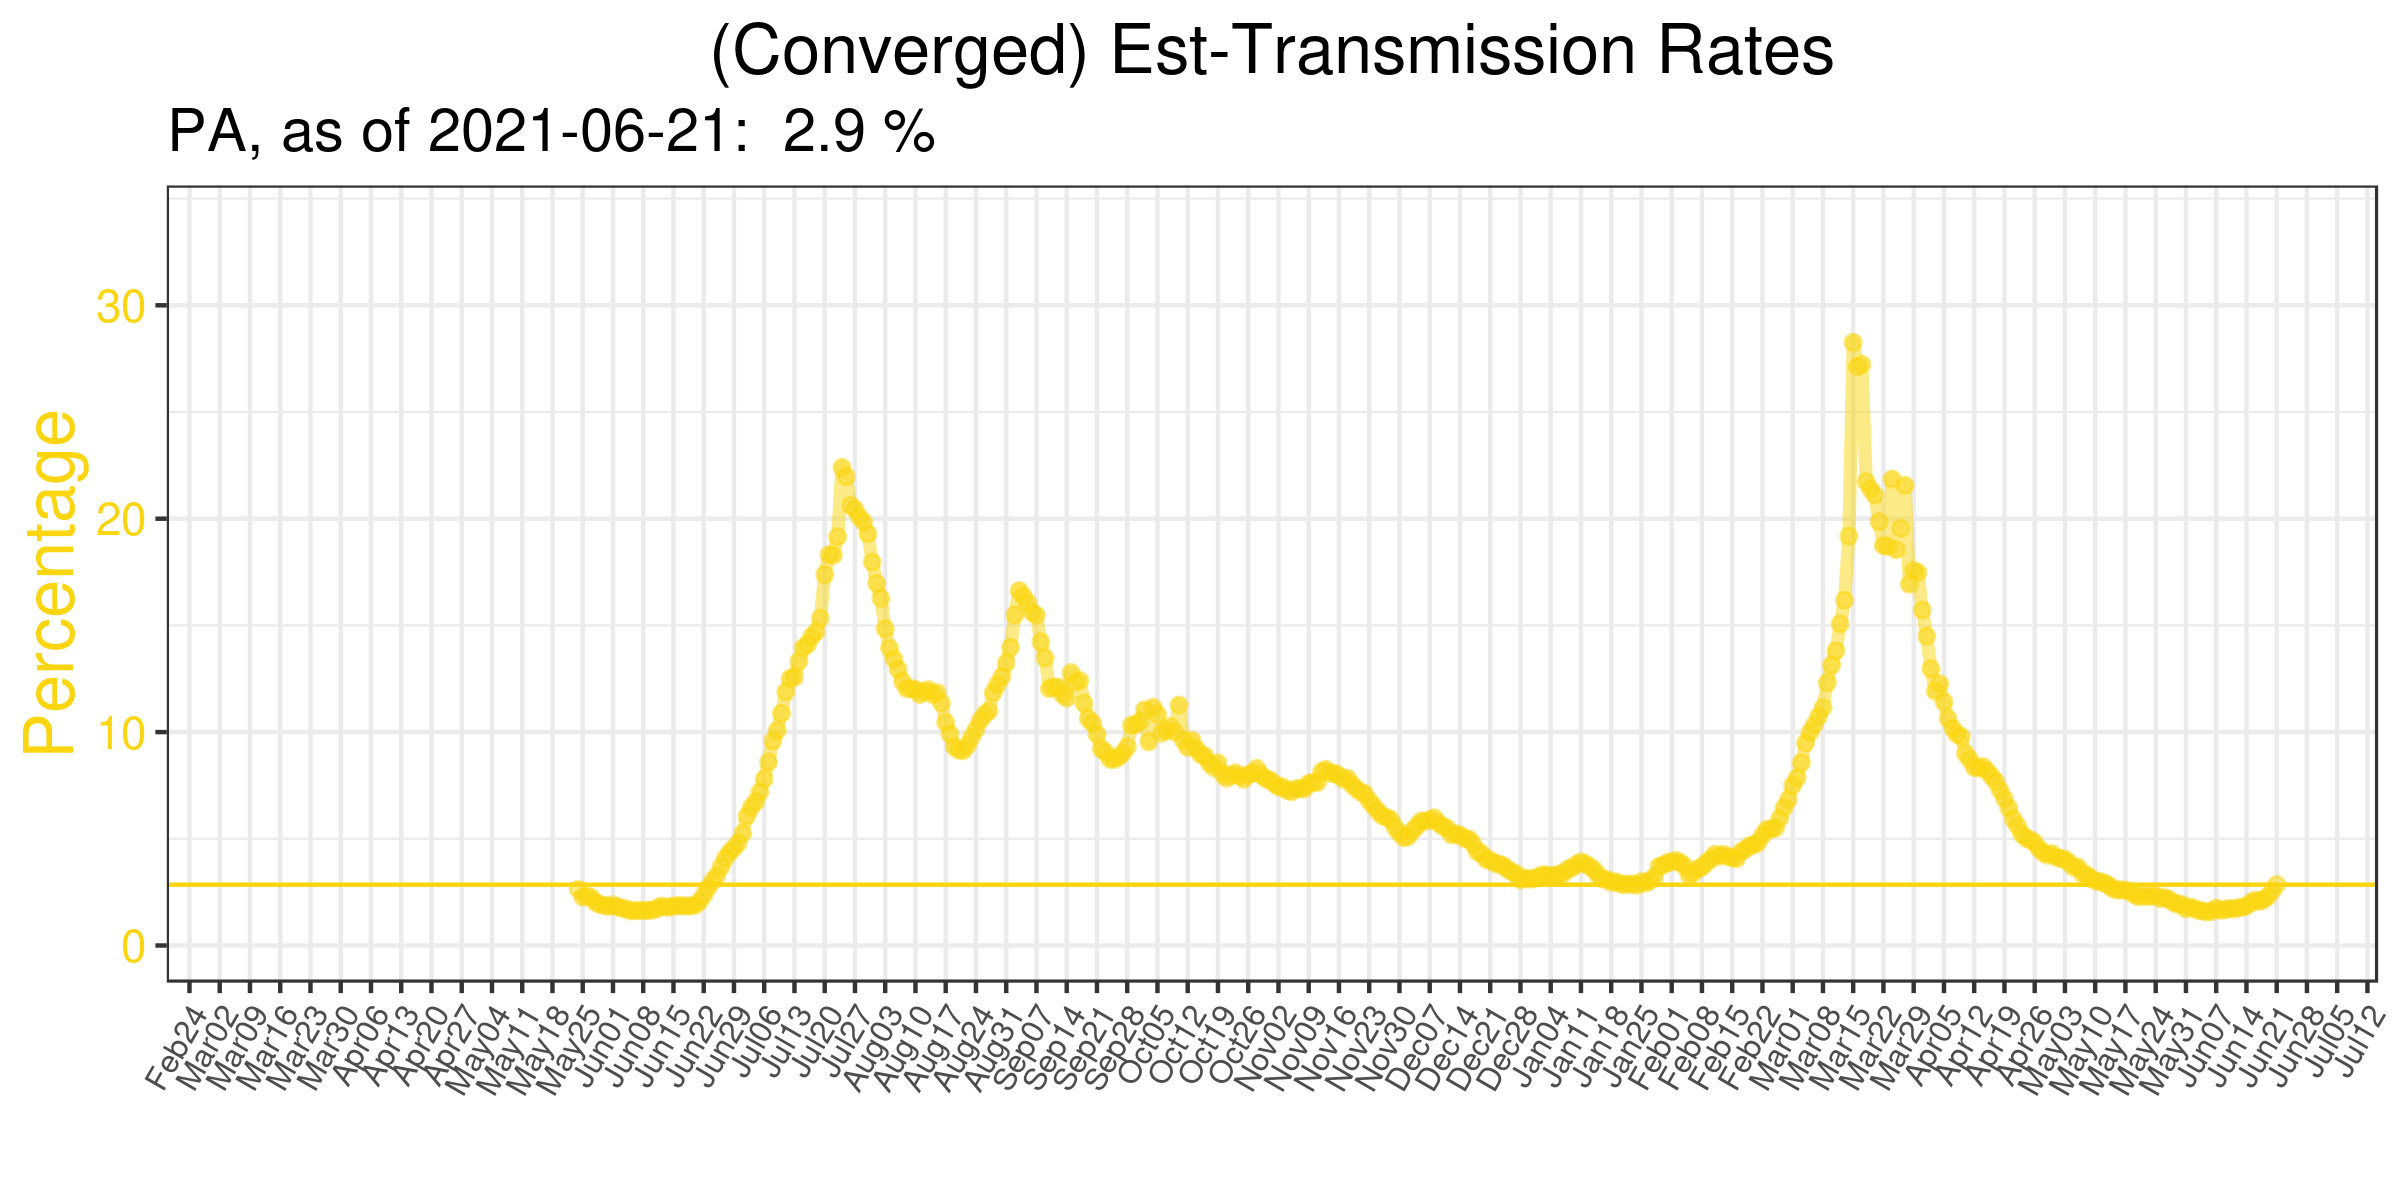 (Converged) Est-Transmission Rates
PA, as of 2021-06-21:  2.9 %
Percentage
30
20
10
0
Feb24 Mar02 Mar09 Mar16 Mar23 Mar30 Apr06 Apr13 Apr20 Apr27 May04 May11 May18 May25 Jun01 Jun08 Jun15 Jun22 Jun29 Jul06 Jul13 Jul20 Jul27 Aug03 Aug10 Aug17 Aug24 Aug31 Sep07 Sep14 Sep21 Sep28 Oct05 Oct12 Oct19 Oct26 Nov02 Nov09 Nov16 Nov23 Nov30 Dec07 Dec14 Dec21 Dec28 Jan04 Jan11 Jan18 Jan25 Feb01 Feb08 Feb15 Feb22 Mar01 Mar08 Mar15 Mar22 Mar29 Apr05 Apr12 Apr19 Apr26 May03 May10 May17 May24 May31 Jun07 Jun14 Jun21 Jun28 Jul05 Jul12